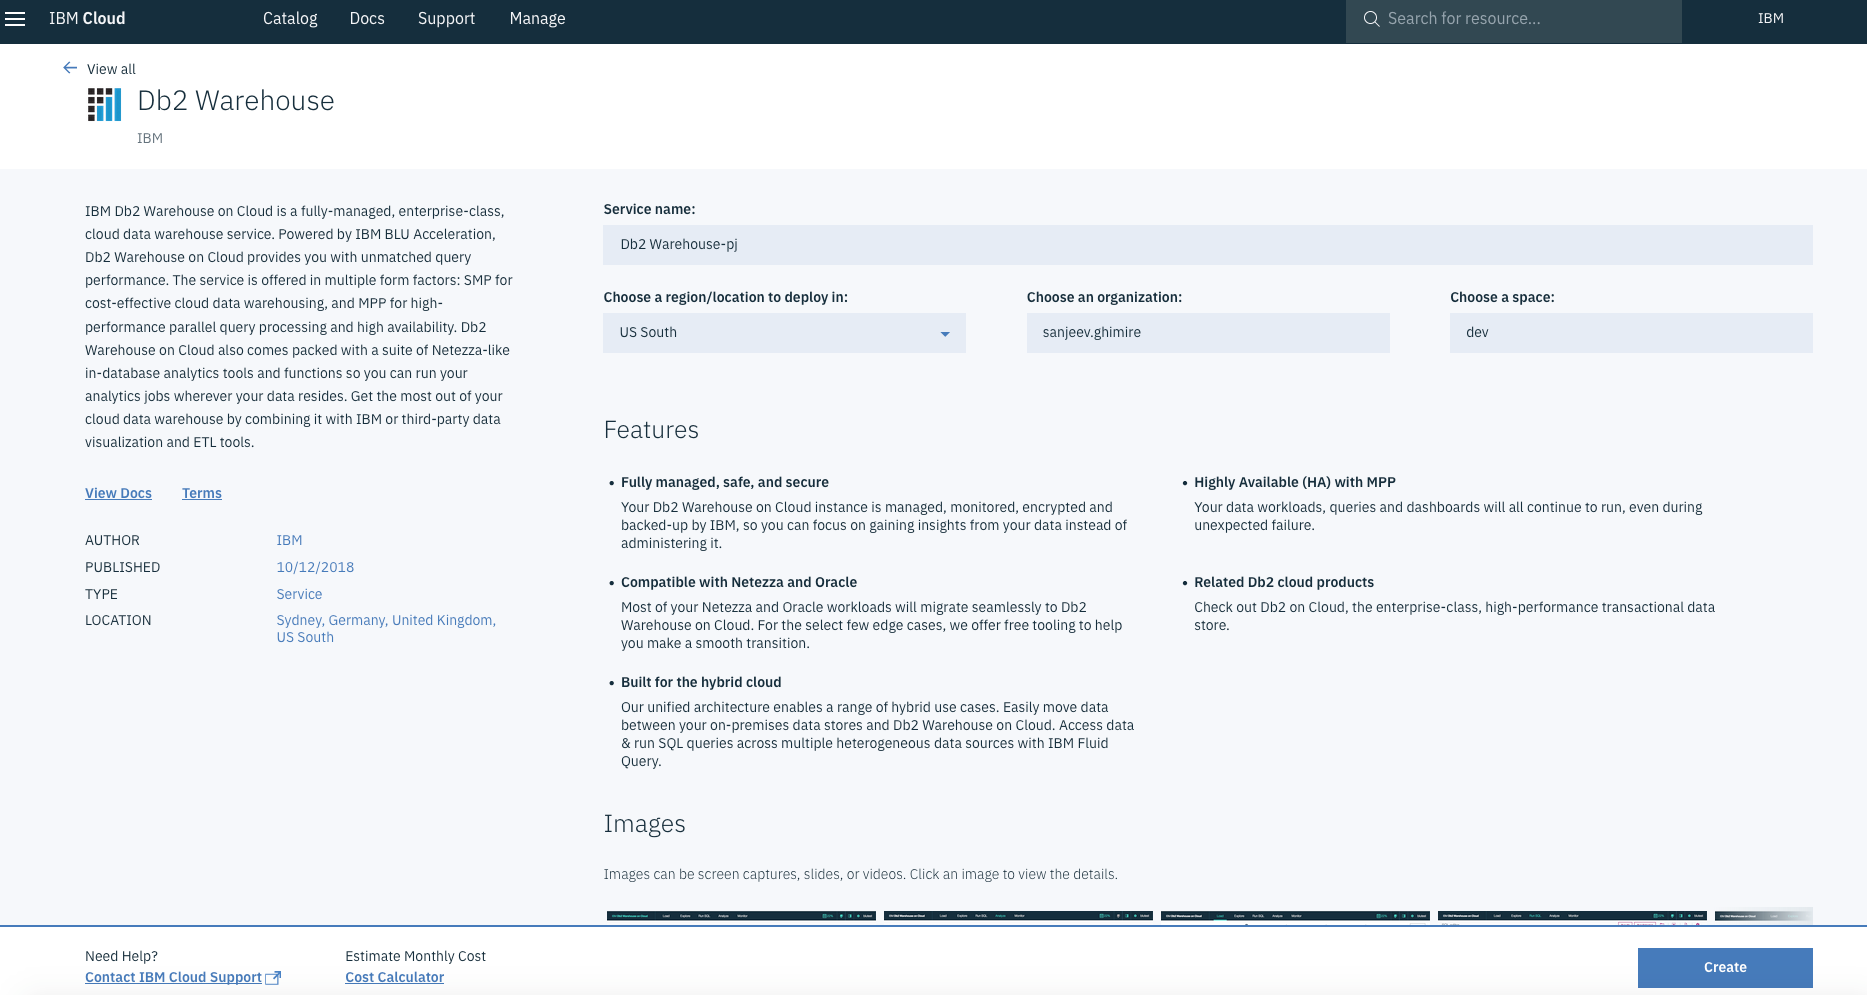 IBM Cloud
Catalog
Docs
Support
Manage
Search for resource...
IBM
View all
Db2 Warehouse
IBM
IBM Db2 Warehouse on Cloud is a fully-managed, enterprise-class,
cloud data warehouse service. Powered by IBM BLU Acceleration,
Db2 Warehouse on Cloud provides you with unmatched query
performance. The service is offered in multiple form factors: SMP for
cost-effective cloud data warehousing, and MPP for high-
performance parallel query processing and high availability. Db2
Warehouse on Cloud also comes packed with a suite of Netezza-like
in-database analytics tools and functions so you can run your
analytics jobs wherever your data resides. Get the most out of your
cloud data warehouse by combining it with IBM or third-party data
visualization and ETL tools.
View Docs
Terms
AUTHOR
IBM
PUBLISHED
10/12/2018
TYPE
Service
LOCATION
Sydney, Germany, United Kingdom,
US South
Service name:
Db2 Warehouse-pj
Choose a region/location to deploy in:
US South
Choose an organization:
sanjeev.ghimire
Choose a space:
dev
Features
• Fully managed, safe, and secure
Your Db2 Warehouse on Cloud instance is managed, monitored, encrypted and
backed-up by IBM, so you can focus on gaining insights from your data instead of
administering it.
• Highly Available (HA) with MPP
Your data workloads, queries and dashboards will all continue to run, even during
unexpected failure.
• Compatible with Netezza and Oracle
Most of your Netezza and Oracle workloads will migrate seamlessly to Db2
Warehouse on Cloud. For the select few edge cases, we offer free tooling to help
you make a smooth transition.
• Related Db2 cloud products
Check out Db2 on Cloud, the enterprise-class, high-performance transactional data
store.
• Built for the hybrid cloud
Our unified architecture enables a range of hybrid use cases. Easily move data
between your on-premises data stores and Db2 Warehouse on Cloud. Access data
& run SQL queries across multiple heterogeneous data sources with IBM Fluid
Query.
Images
Images can be screen captures, slides, or videos. Click an image to view the details.
Need Help?
Contact IBM Cloud Support
Estimate Monthly Cost
Cost Calculator
Create